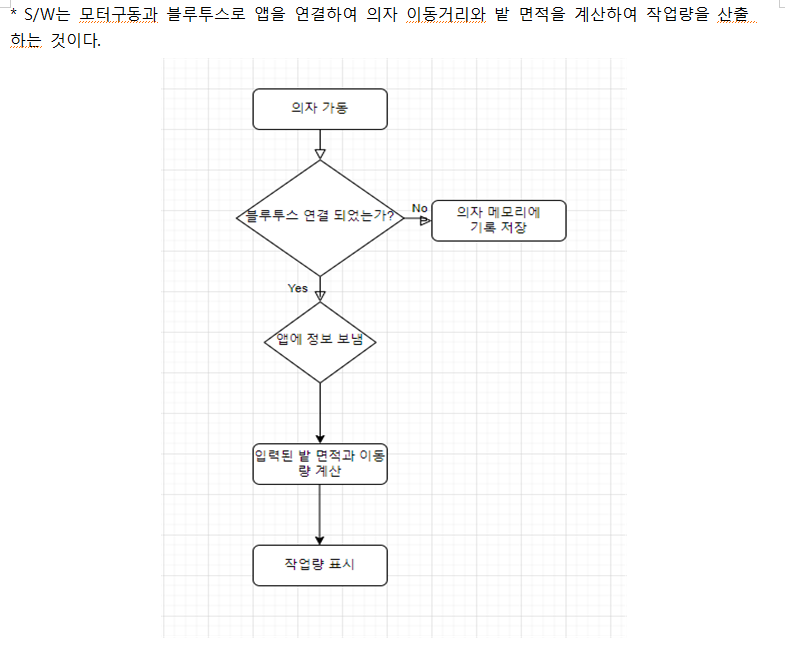 * S/W는 모터구동과 블루투스로 앱을 연결하여 의자 이동거리와 밭 면적을 계산하여 작업량을 산출
하는 것이다.
의자 가동
블루투스 연결 되었는가?
No
의자 메모리에
기록 저장
Yes
앱에 정보 보냄
입력된 밭 면적과 이동
량 계산
작업량 표시